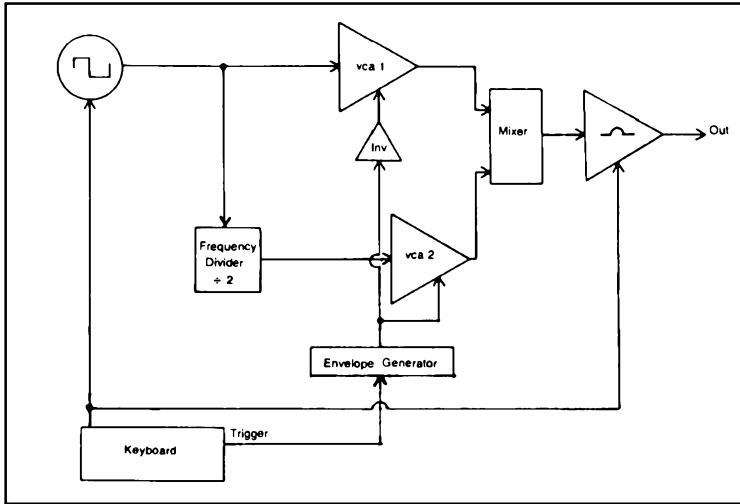 vca 1
Inv
Mixer
Out
Frequency
Divider
÷ 2
vca 2
Envelope Generator
Trigger
Keyboard